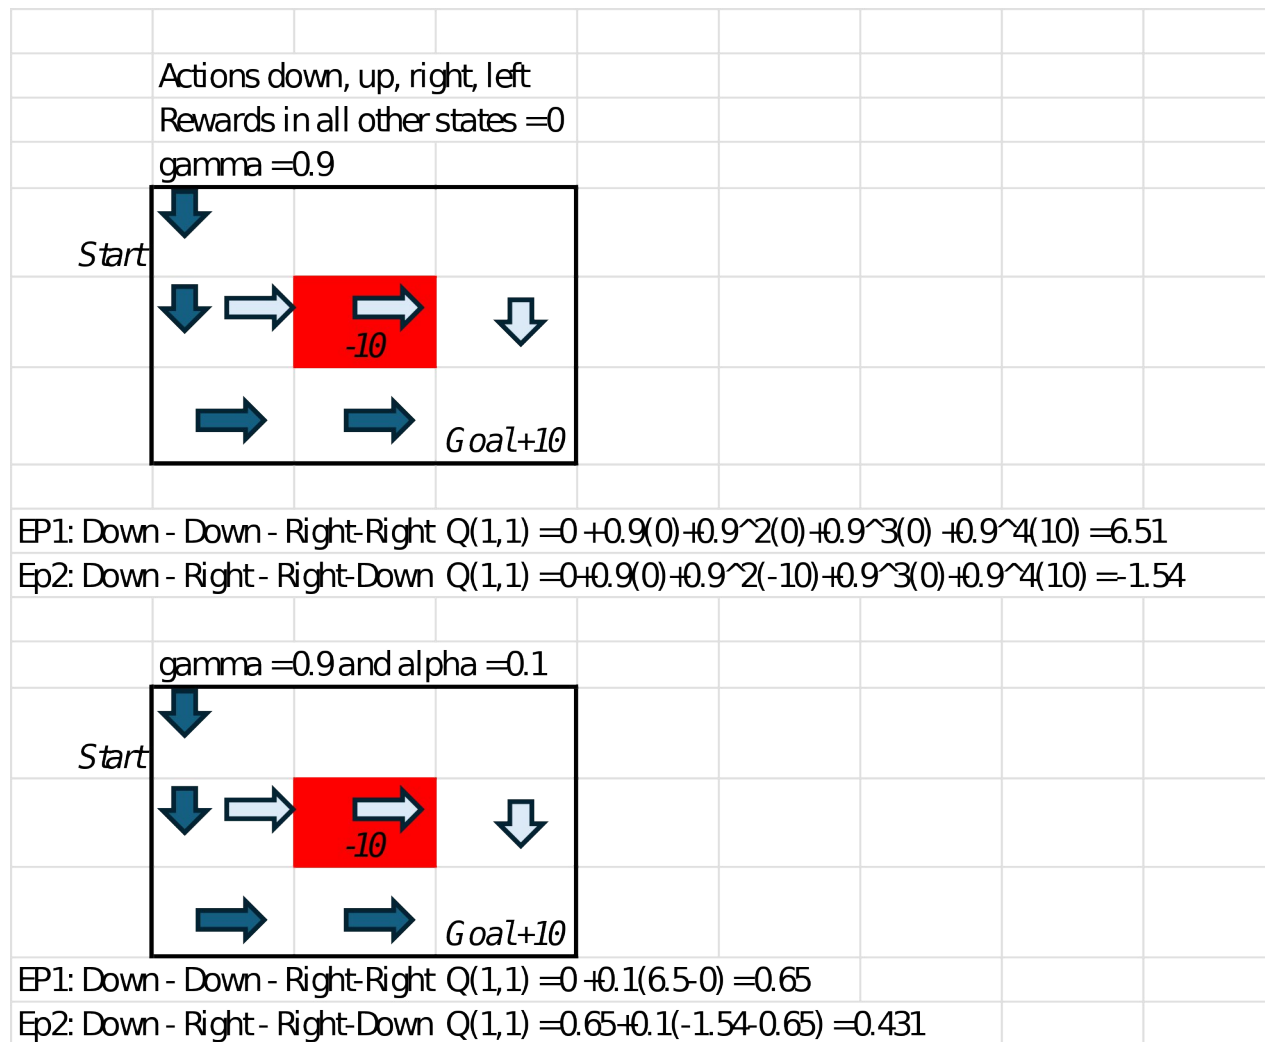 Actions down, up, right, left
Rewards in all other states =0
gamma =0.9
Start
-10
Goal+10
EP1: Down - Down - Right-Right Q(1,1) =0 +0.9(0)+0.9^2(0)+0.9^3(0) +0.9^4(10) =6.51
Ep2: Down - Right - Right-Down Q(1,1) =0+0.9(0)+0.9^2(-10)+0.9^3(0)+0.9^4(10) =-1.54
gamma =0.9 and alpha =0.1
Start
-10
Goal+10
EP1: Down - Down - Right-Right Q(1,1) =0 +0.1(6.5-0) =0.65
Ep2: Down - Right - Right-Down Q(1,1) =0.65+0.1(-1.54-0.65) =0.431